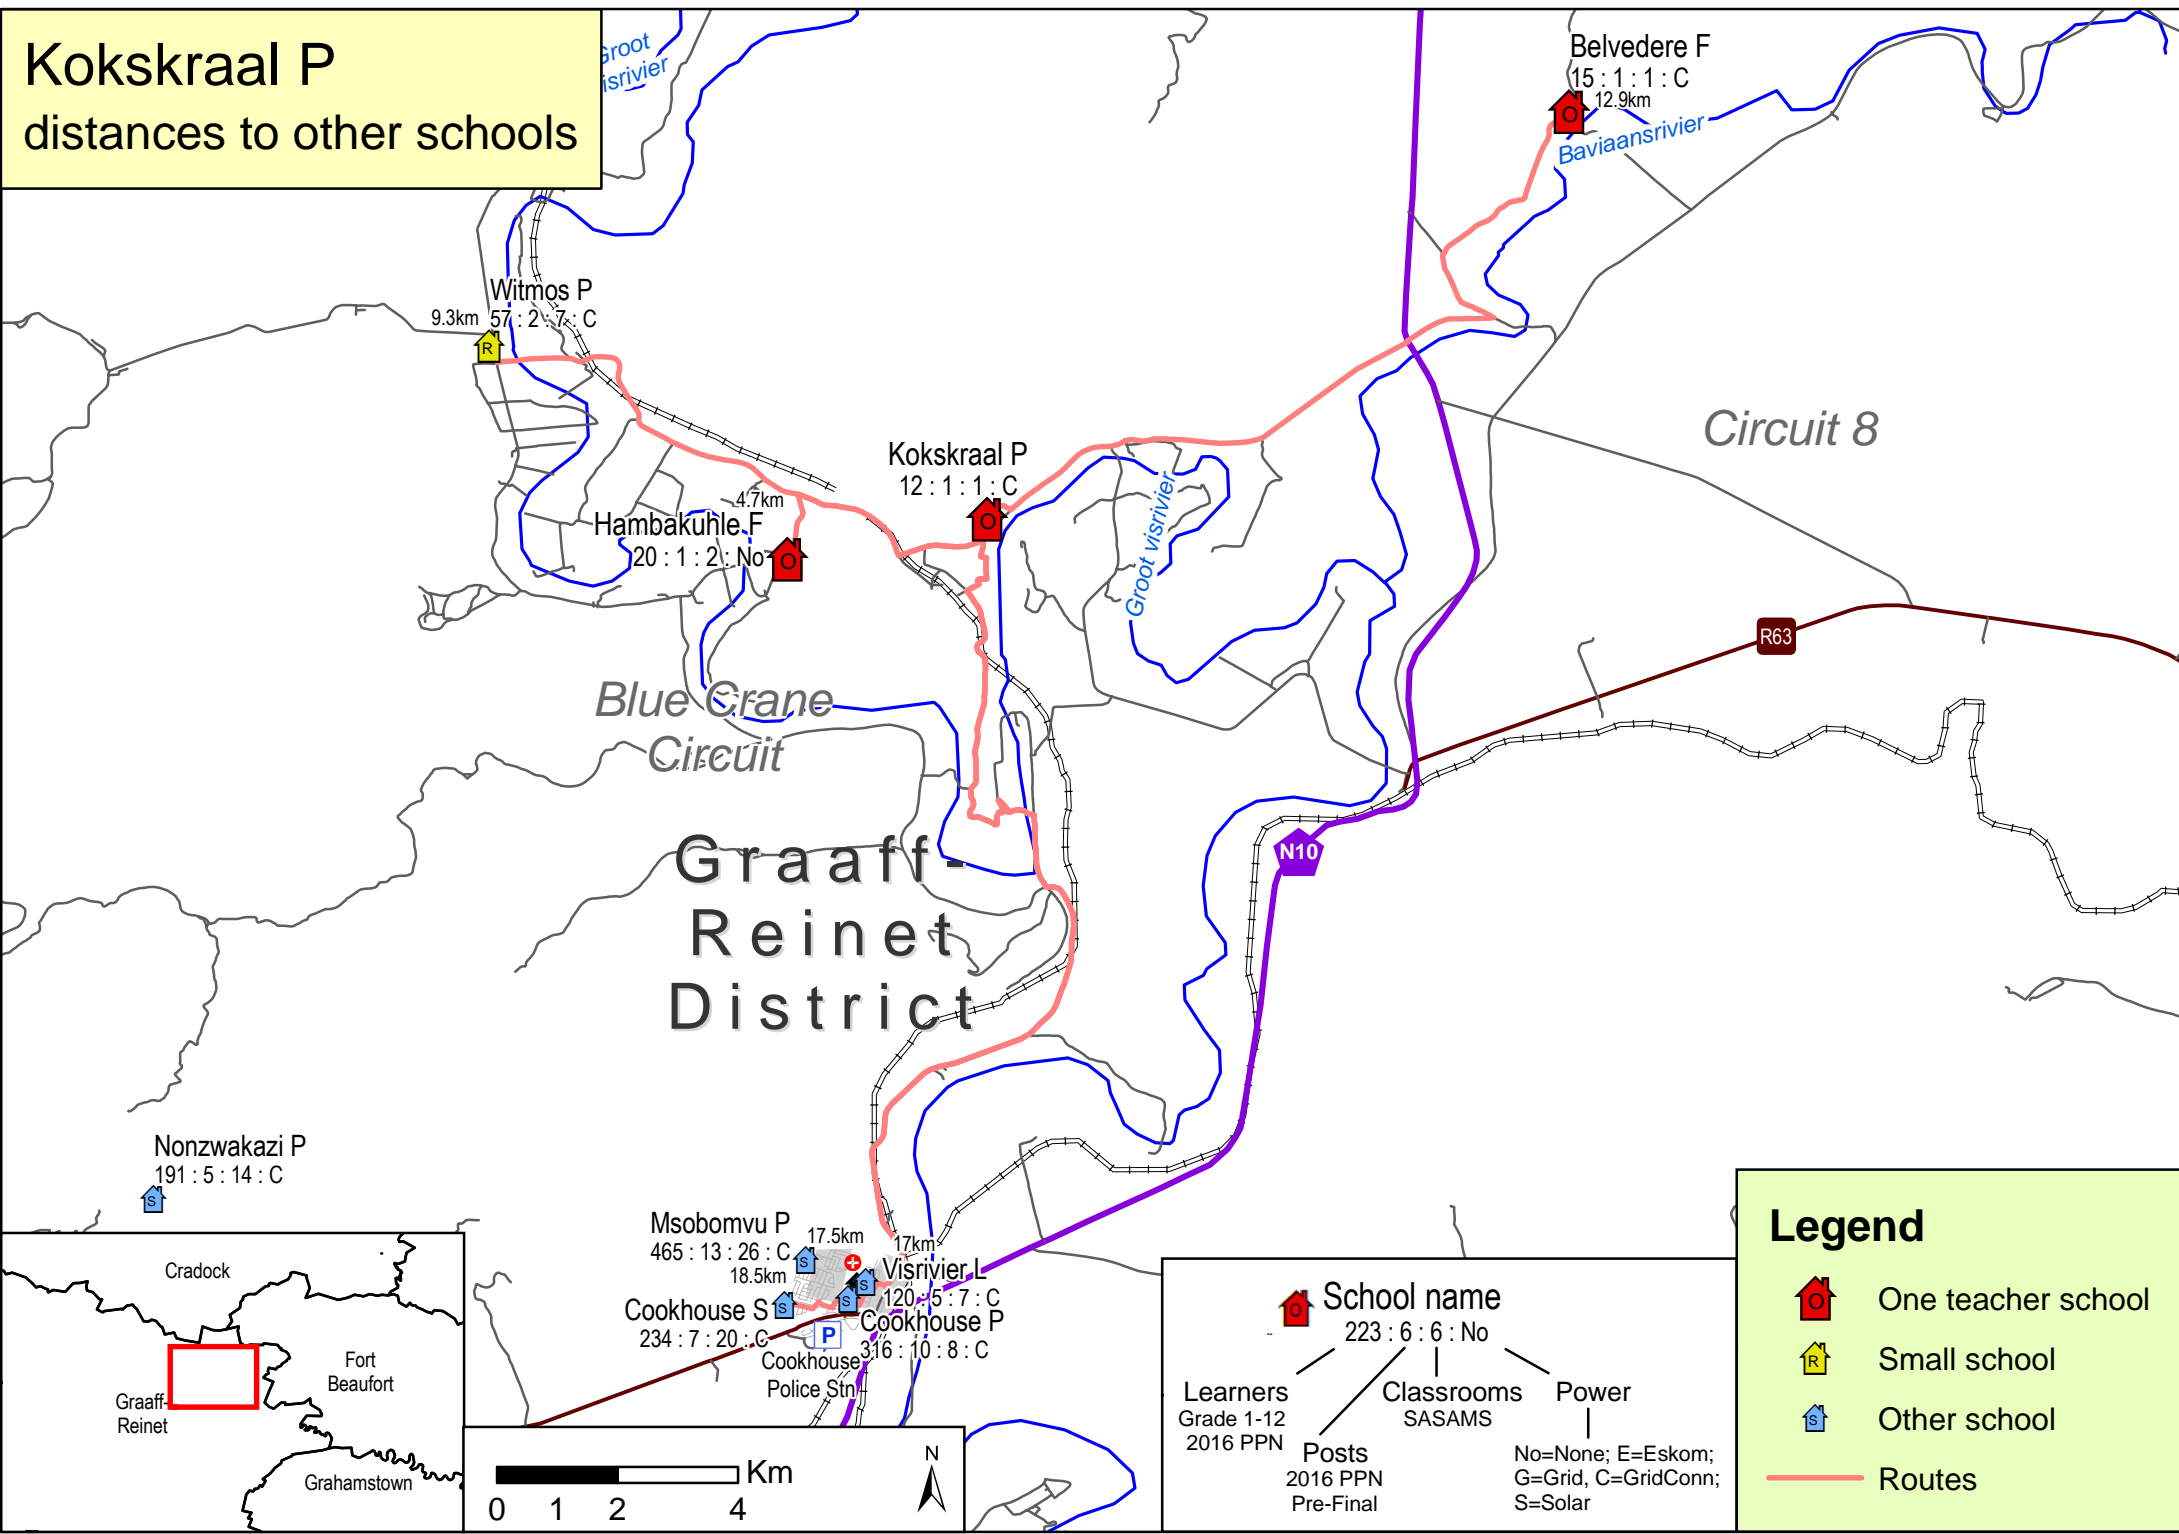 Kokskraal P
distances to other schools
Groot
visrivier
Belvedere F
15 : 1 : 1 : C
12.9km
Baviaansrivier
Witmos P
9.3km
57 : 2 : 7 : C
Circuit 8
Kokskraal P
12 : 1 : 1 : C
4.7km
Hambakuhle F
20 : 1 : 2 : No
Groot visrivier
R63
Blue Crane
Circuit
Graaff-
Reinet
District
N10
Nonzwakazi P
191 : 5 : 14 : C
Msobomvu P
465 : 13 : 26 : C
17.5km
17km
18.5km
Visrivier L
120 : 5 : 7 : C
Cookhouse S
234 : 7 : 20 : C
Cookhouse P
316 : 10 : 8 : C
P
Cookhouse
Police Stn
Cradock
Fort
Beaufort
Graaff-
Reinet
Grahamstown
Km
0 1 2 4
N
School name
223 : 6 : 6 : No
Learners
Grade 1-12
2016 PPN
Posts
2016 PPN
Pre-Final
Classrooms
SASAMS
Power
No=None; E=Eskom;
G=Grid, C=GridConn;
S=Solar
Legend
O One teacher school
R Small school
S Other school
Routes